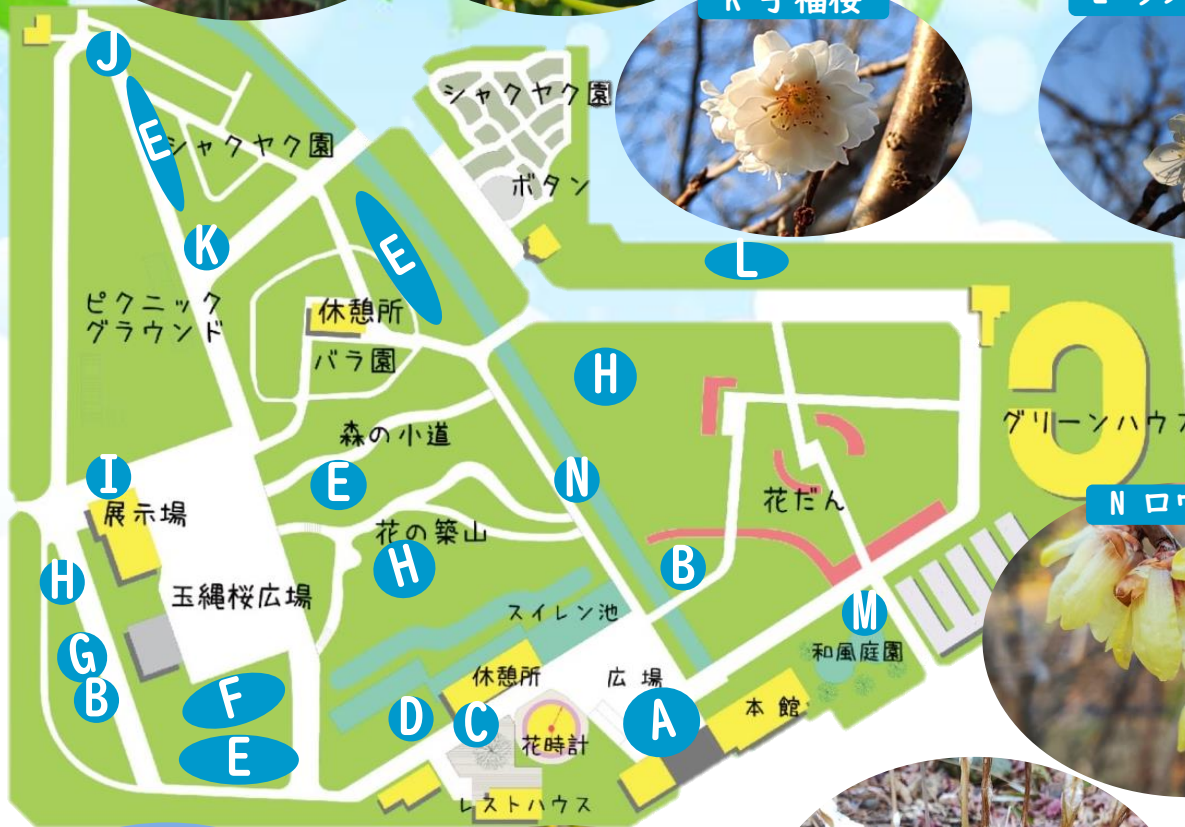 K 子福桜
J
シャクヤク園
E
シャクヤク園
ボタン
K
E
L
ピクニック
グラウンド
休憩所
バラ園
H
グリーンハウス
森の小道
I
E
N
花だん
N ロウ
展示場
花の築山
H
H
B
玉縄桜広場
スイレン池
M
和風庭園
G
B
休憩所
広場
F
D
C
A
本館
E
花時計
レストハウス